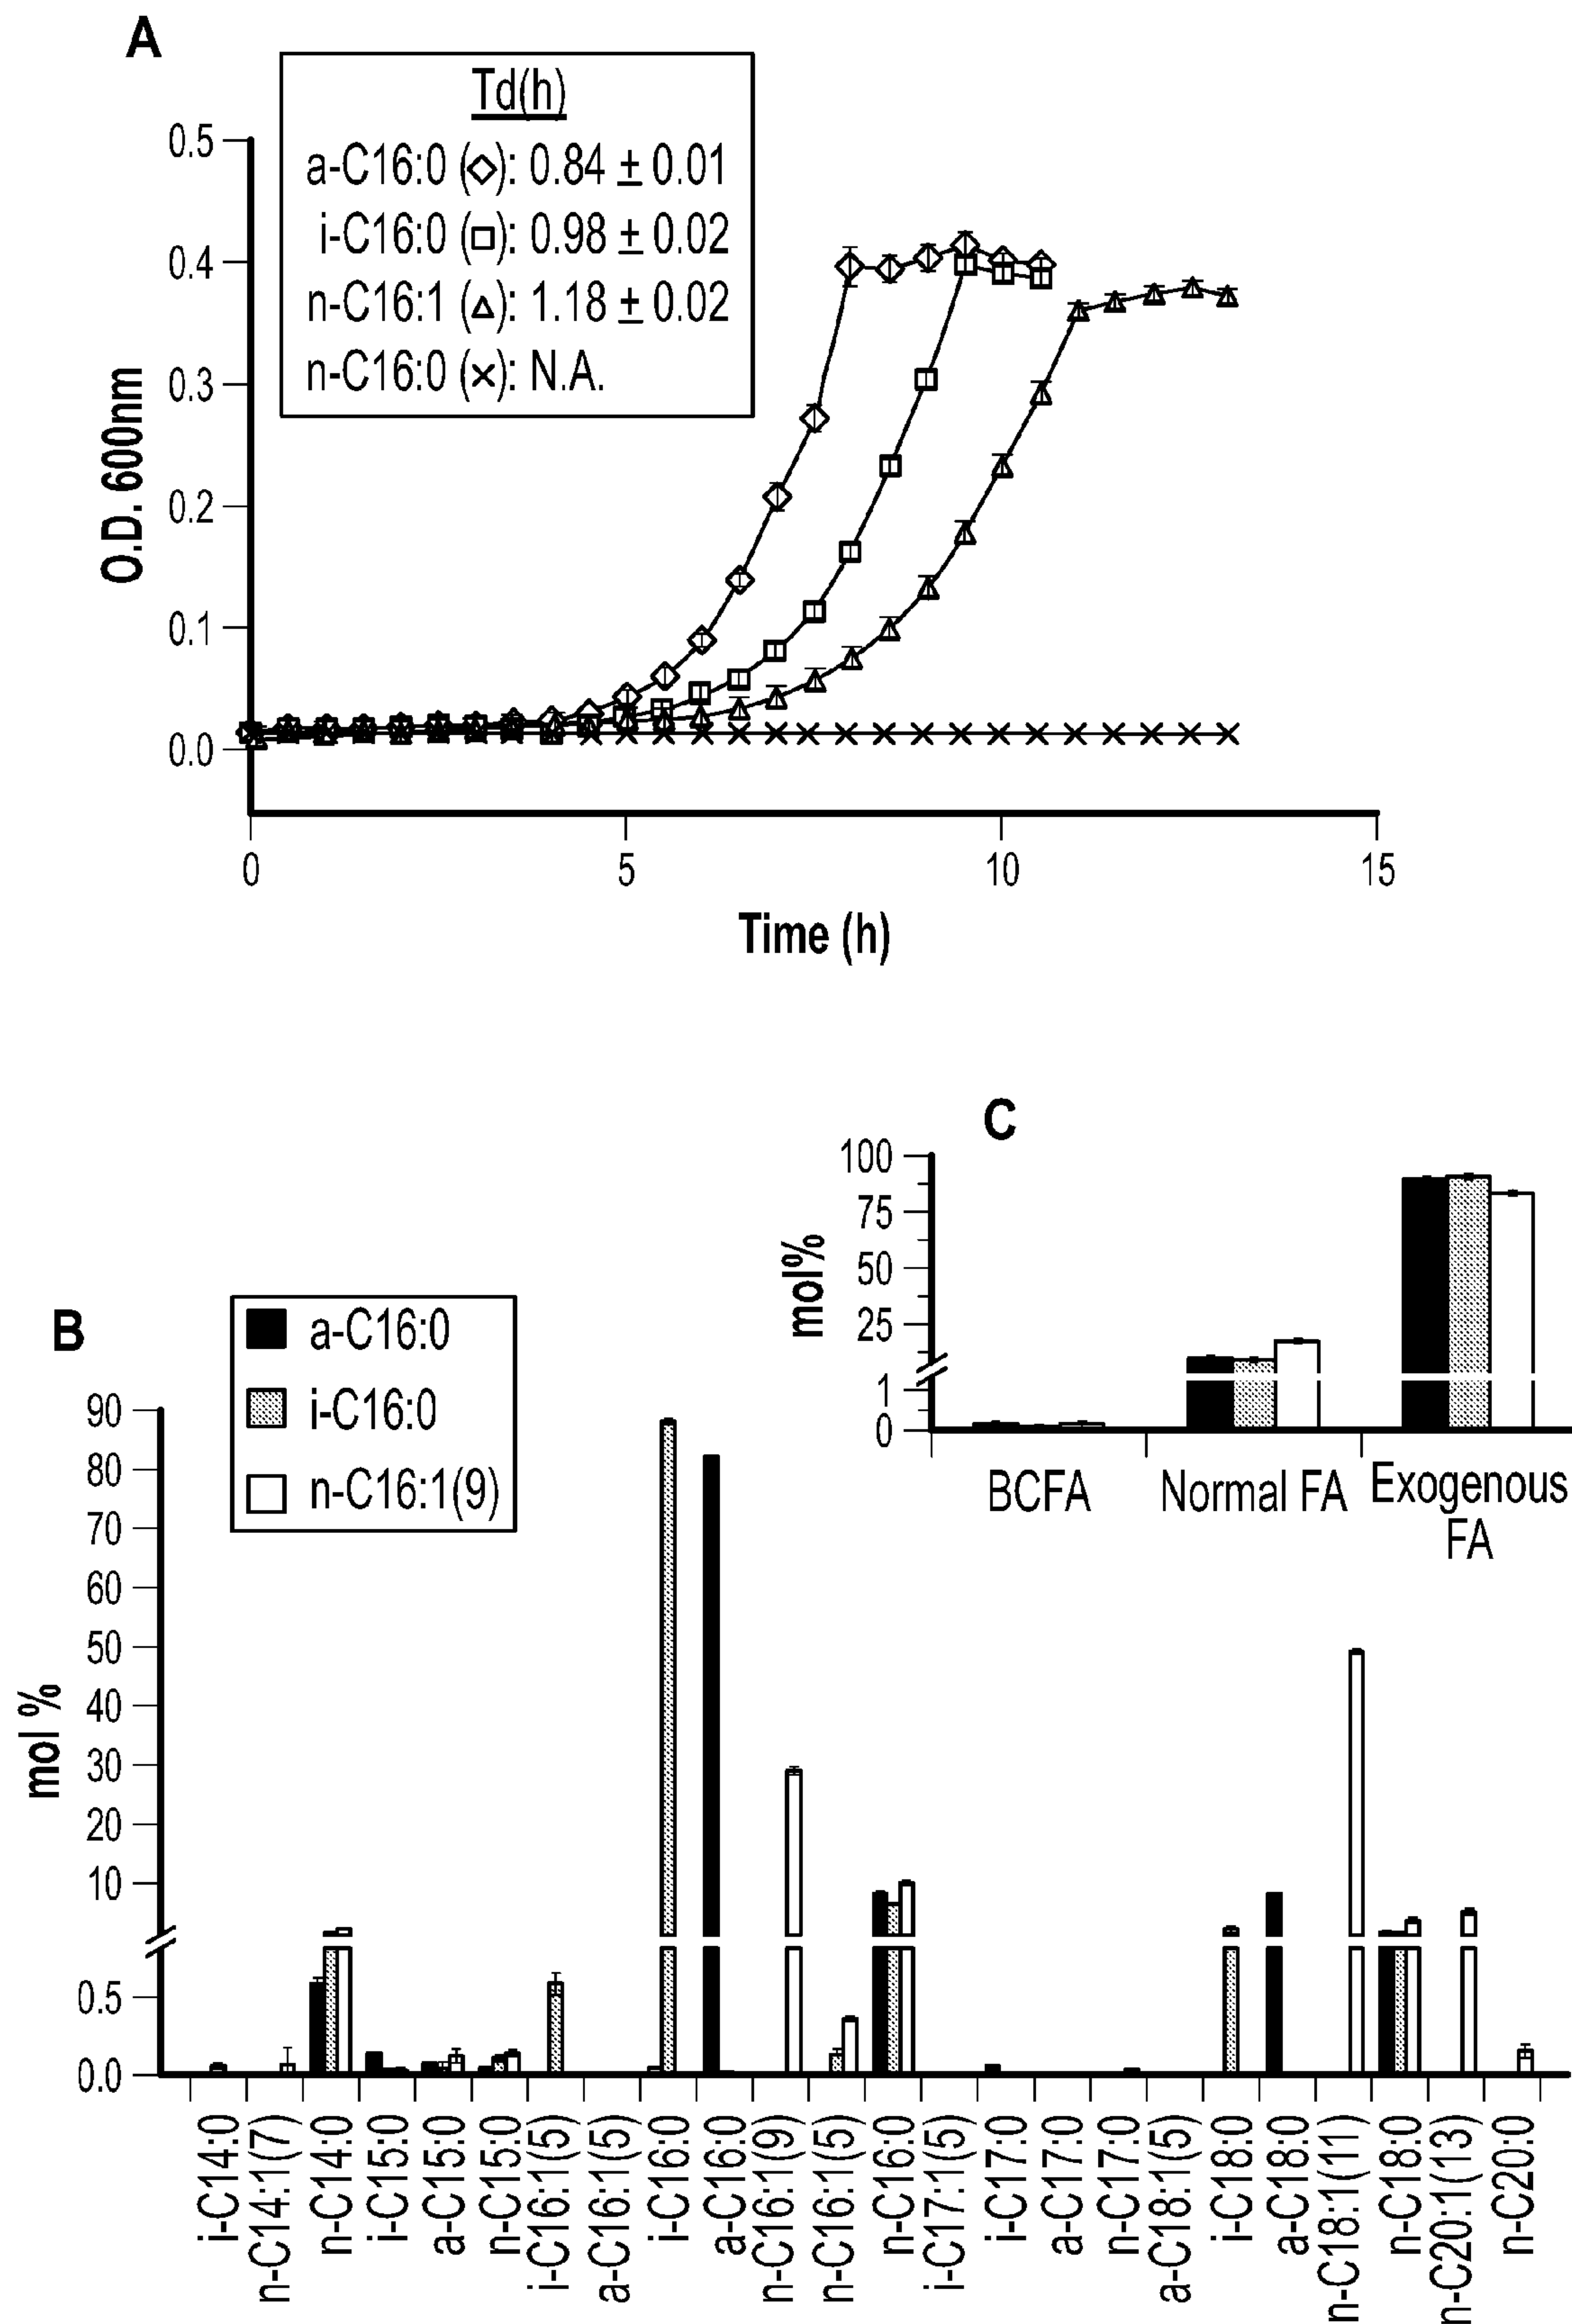 A
Td(h)
a-C16:0 (◇): 0.84 ± 0.01
i-C16:0 (□): 0.98 ± 0.02
n-C16:1 (△): 1.18 ± 0.02
n-C16:0 (×): N.A.
0.5
0.4
0.3
0.2
0.1
0.0
O.D. 600nm
0
5
10
15
Time (h)
C
100
75
50
25
1
0
mol%
BCFA
Normal FA
Exogenous
FA
B
a-C16:0
i-C16:0
n-C16:1(9)
90
80
70
60
50
40
30
20
10
0.5
0.0
mol %
i-C14:0
n-C14:1(7)
n-C14:0
i-C15:0
a-C15:0
n-C15:0
i-C16:1(5)
a-C16:1(5)
i-C16:0
a-C16:0
n-C16:1(9)
n-C16:1(5)
n-C16:0
i-C17:1(5)
i-C17:0
a-C17:0
n-C17:0
a-C18:1(5)
i-C18:0
a-C18:0
n-C18:1(11)
n-C18:0
n-C20:1(13)
n-C20:0